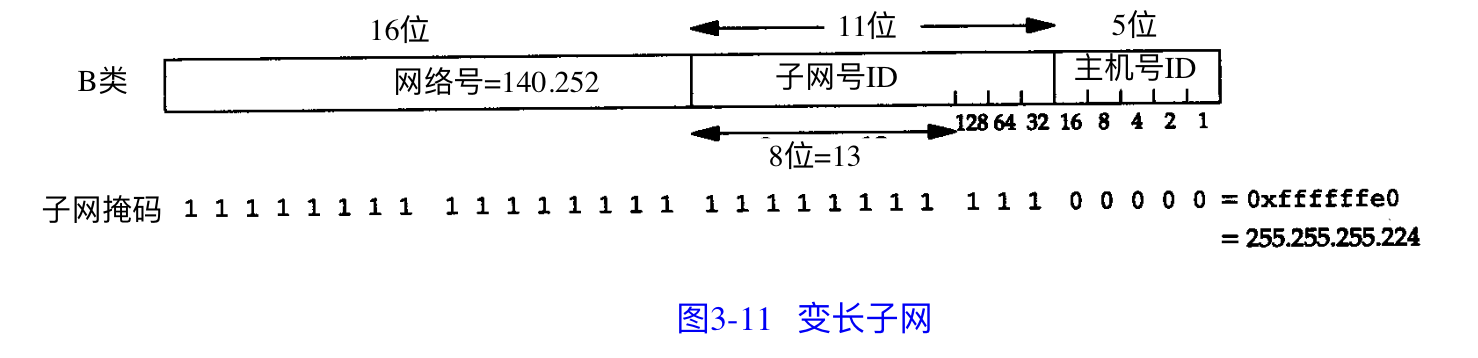 16位 11位 5位
B类 网络号=140.252 子网号ID 主机号ID
128 64 32 16 8 4 2 1
8位=13
子网掩码 1 1 1 1 1 1 1 1 1 1 1 1 1 1 1 1 1 1 1 1 1 1 1 1 1 1 1 0 0 0 0 0 = 0xffffffe0
= 255.255.255.224
图3-11 变长子网